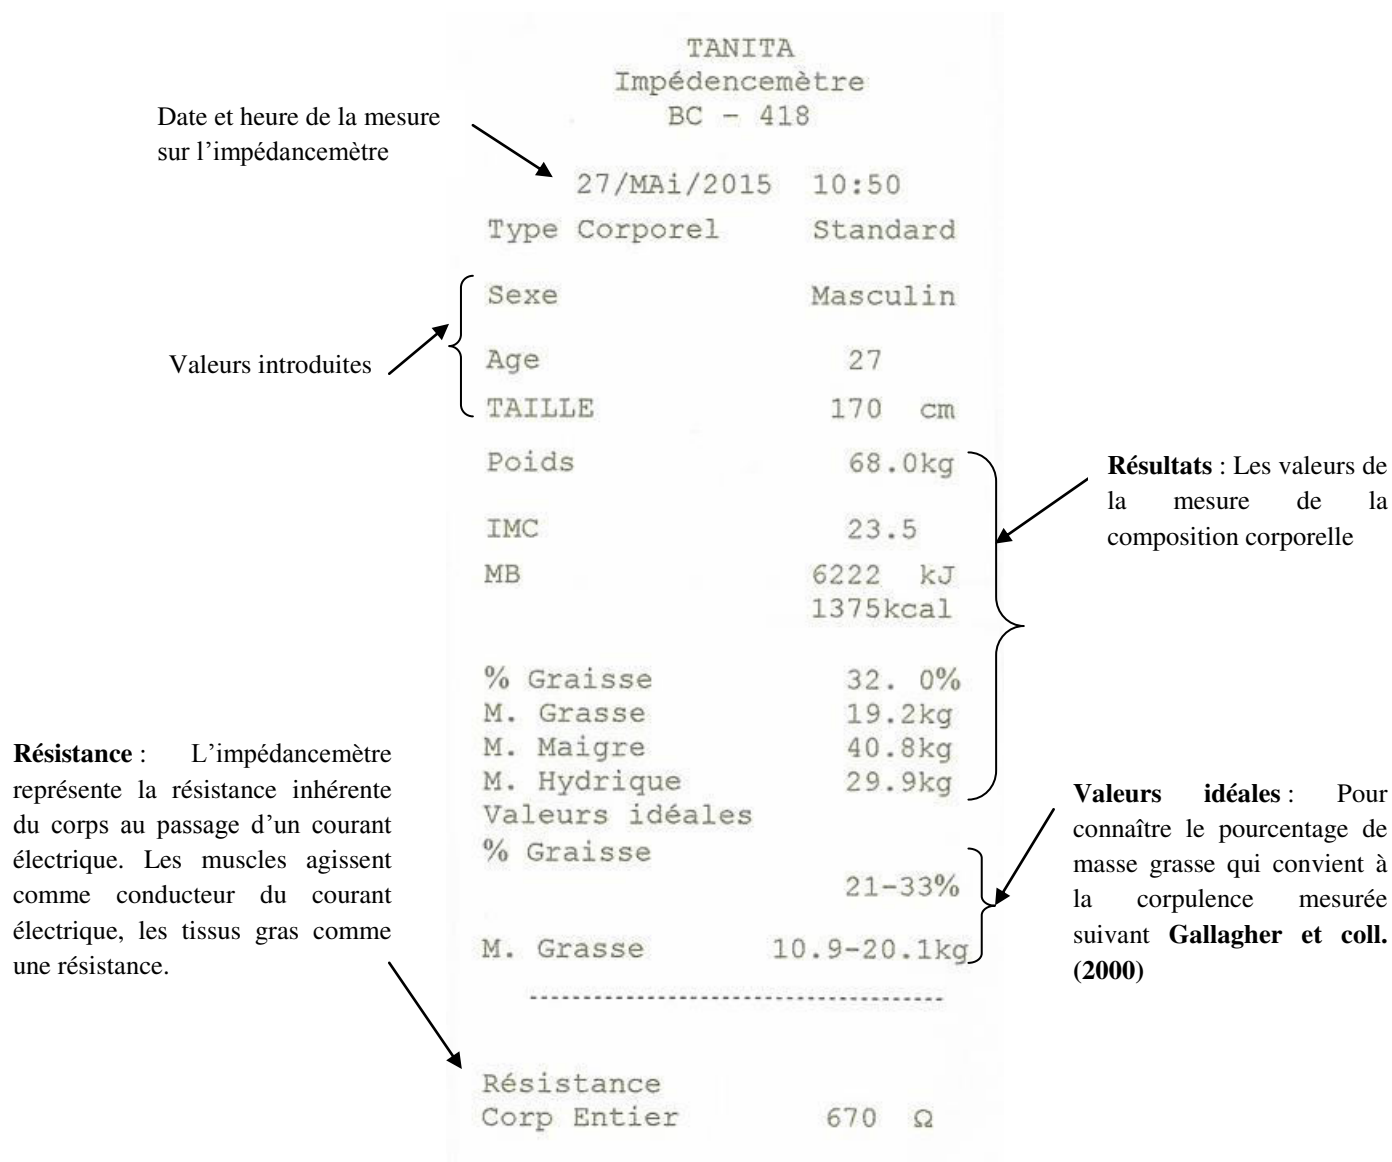 TANITA
Impédencemètre
BC - 418
Date et heure de la mesure
sur l'impédancemètre
27/MAi/2015 10:50
Type Corporel Standard
Sexe Masculin
Valeurs introduites
Age 27
TAILLE 170 cm
Poids 68.0kg
Résultats : Les valeurs de
la mesure de la
composition corporelle
IMC 23.5
MB 6222 kJ
1375kcal
% Graisse 32. 0%
M. Grasse 19.2kg
M. Maigre 40.8kg
M. Hydrique 29.9kg
Résistance : L'impédancemètre
représente la résistance inhérente
du corps au passage d'un courant
électrique. Les muscles agissent
comme conducteur du courant
électrique, les tissus gras comme
une résistance.
Valeurs idéales
% Graisse
21-33%
M. Grasse 10.9-20.1kg
Valeurs idéales : Pour
connaître le pourcentage de
masse grasse qui convient à
la corpulence mesurée
suivant Gallagher et coll.
(2000)
Résistance
Corp Entier 670 Ω